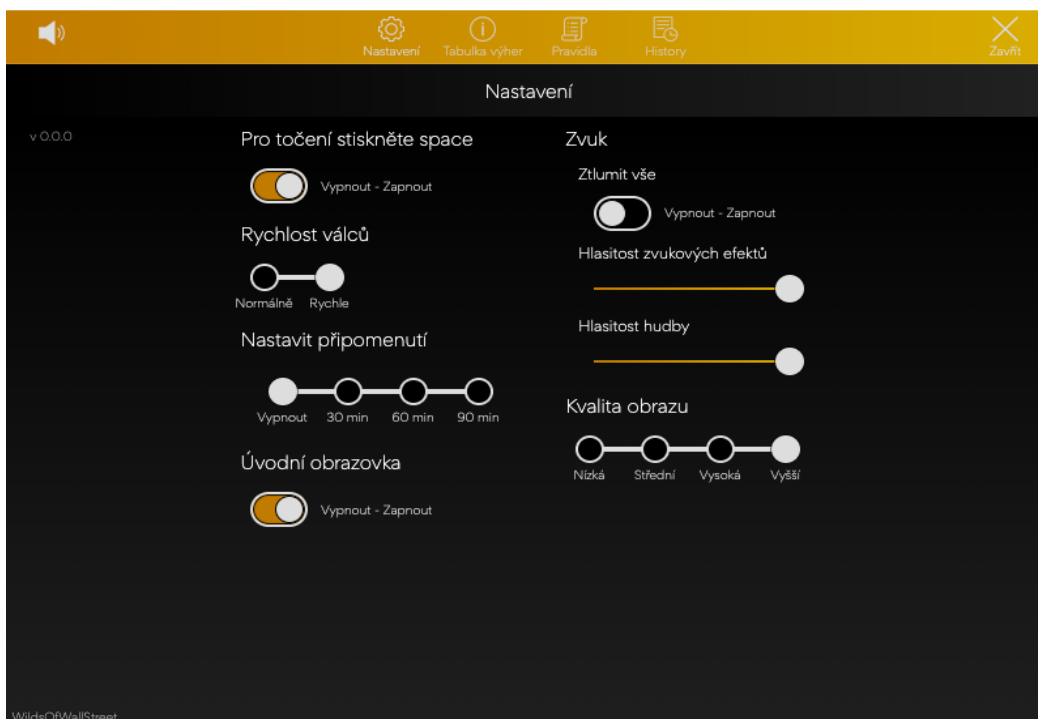 Nastavení
Tabulka výher
Pravidla
History
Zavřít
Nastavení
v 0.0.0
Pro točení stiskněte space
Vypnout - Zapnout
Rychlost válců
Normálně Rychle
Nastavit připomenutí
Vypnout 30 min 60 min 90 min
Úvodní obrazovka
Vypnout - Zapnout
Zvuk
Ztlumit vše
Vypnout - Zapnout
Hlasitost zvukových efektů
Hlasitost hudby
Kvalita obrazu
Nízká Střední Vysoká Vyšší
WildsOfWallStreet